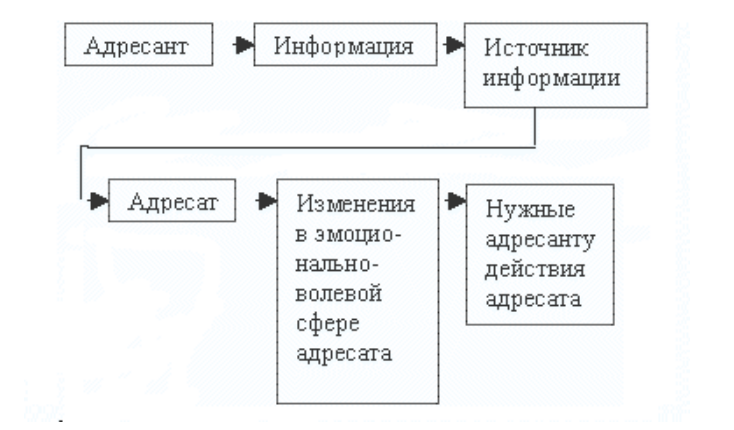 Адресант
Информация
Источник
информации
Адресат
Изменения
в эмоцио-
нально-
волевой
сфере
адресата
Нужные
адресанту
действия
адресата